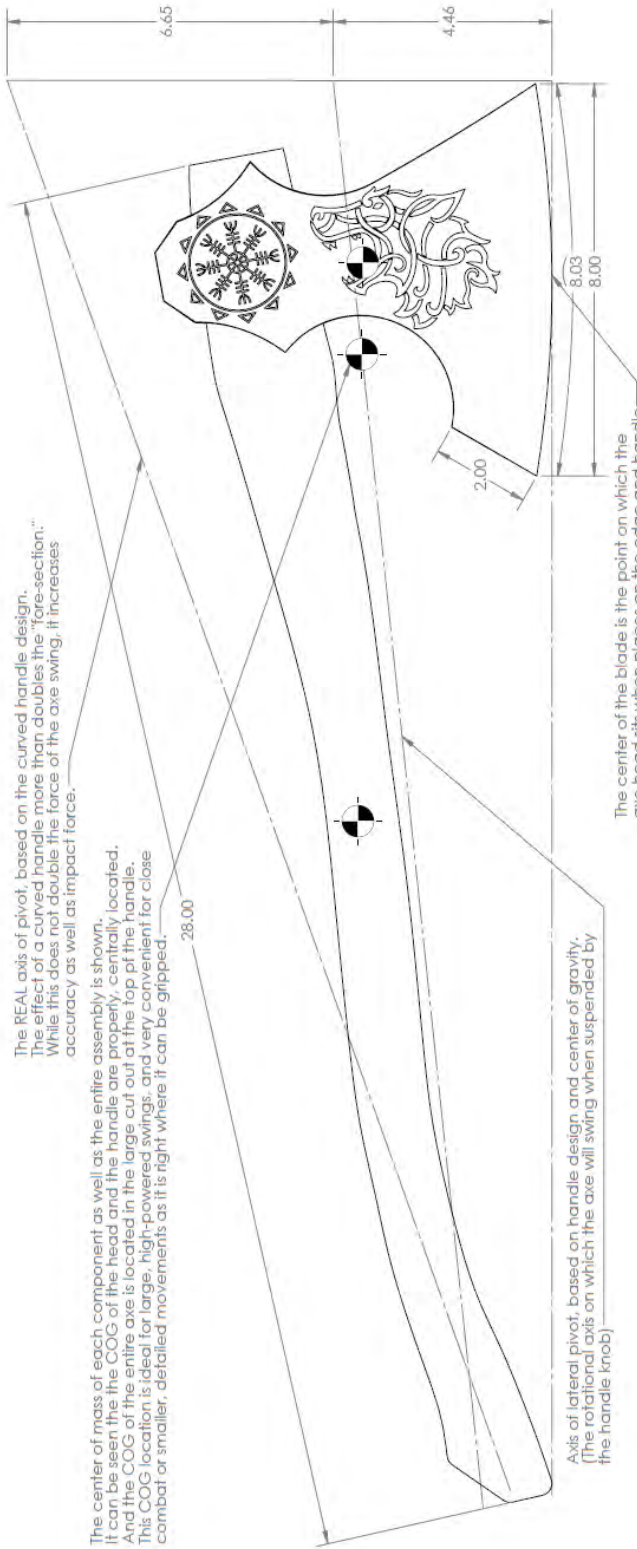 The REAL axis of pivot, based on the curved handle design.
The effect of a curved handle more than doubles the "fore-section."
While this does not double the force of the axe swing, it increases
accuracy as well as impact force.
The center of mass of each component as well as the entire assembly is shown.
It can be seen the the COG of the head and the handle are properly, centrally located.
And the COG of the entire axe is located in the large cut out at the top pf the handle.
This COG location is ideal for large, high-powered swings, and very convenient for close
combat or smaller, detailed movements as it is right where it can be gripped.
28.00
6.65
4.46
2.00
8.03
8.00
Axis of lateral pivot, based on handle design and center of gravity.
(The rotational axis on which the axe will swing when suspended by
the handle knob)
The center of the blade is the point on which the